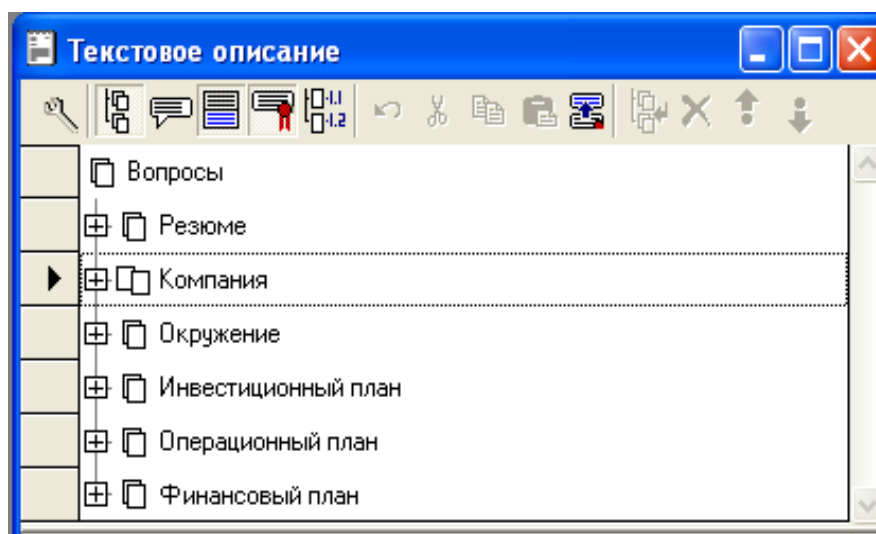 Текстовое описание
Вопросы
Резюме
Компания
Окружение
Инвестиционный план
Операционный план
Финансовый план